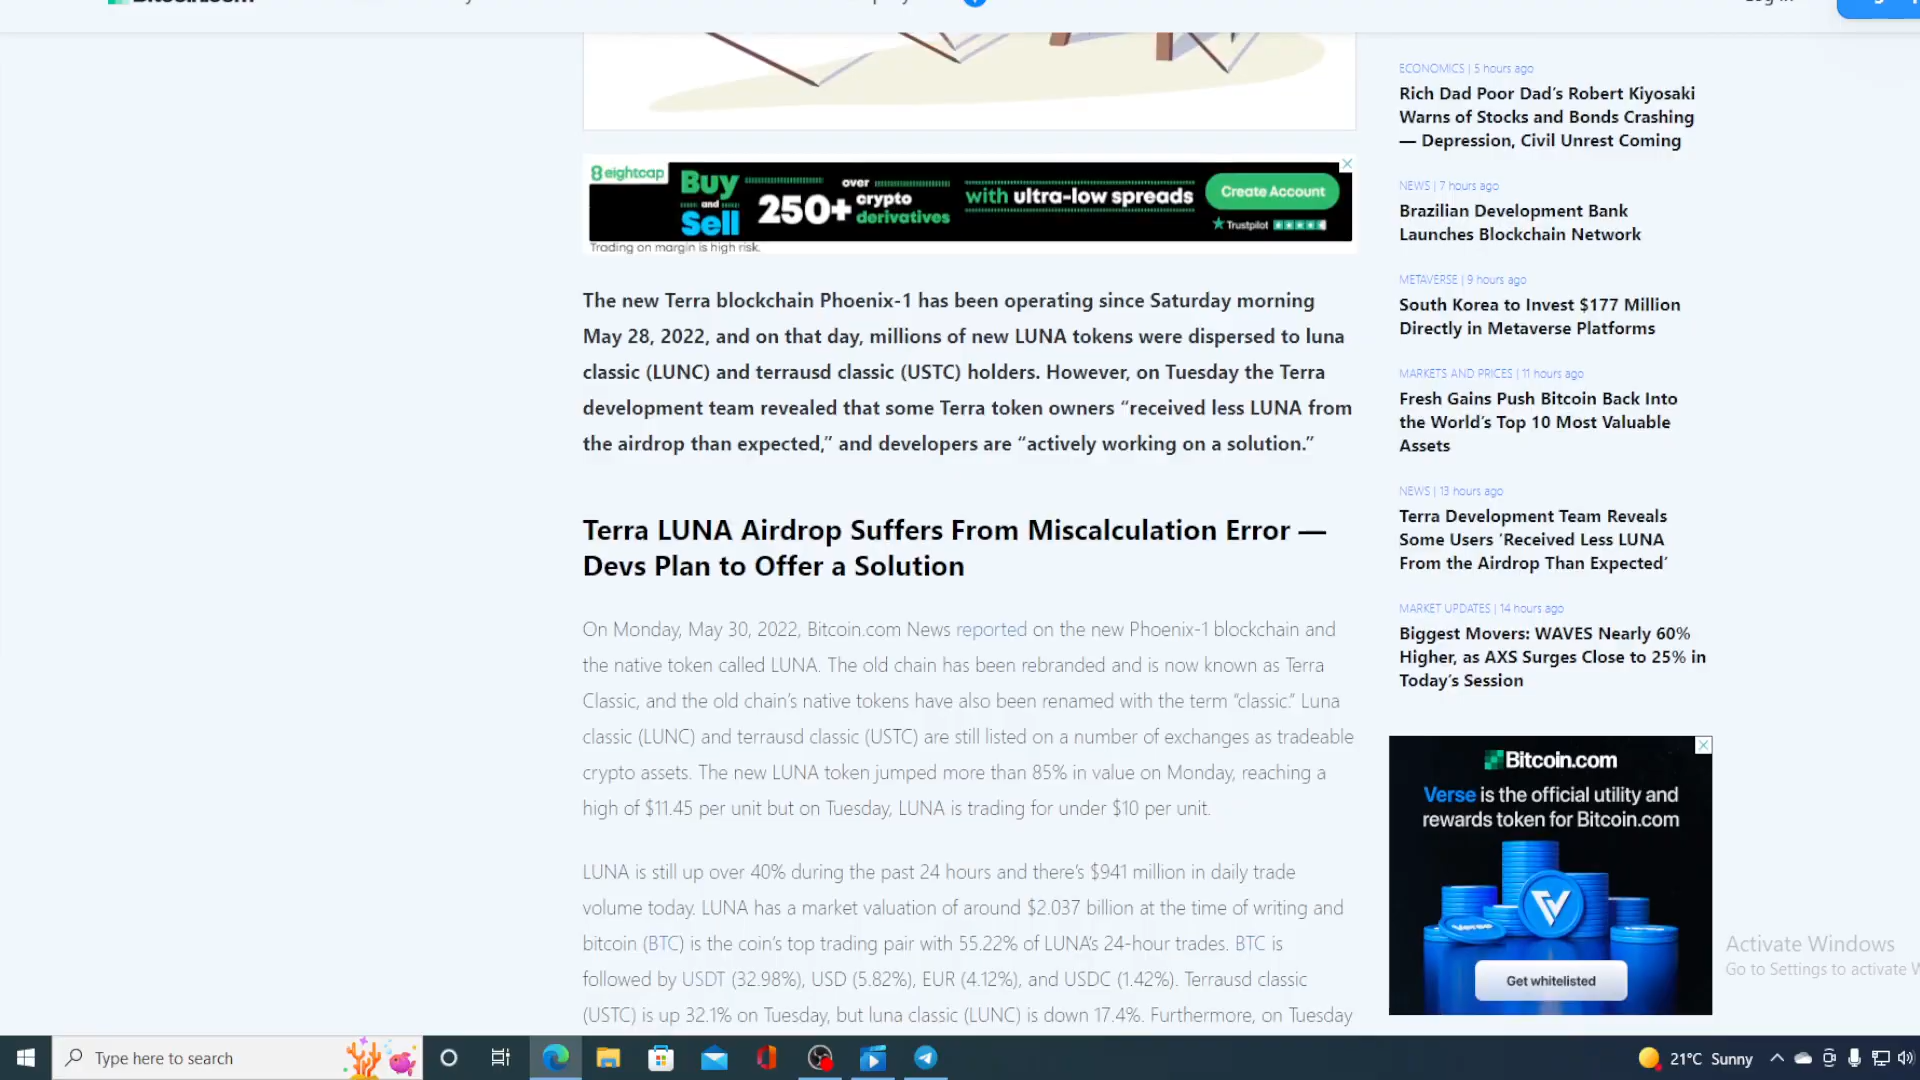 Bitcoin.com
Log in
ECONOMICS | 5 hours ago
Rich Dad Poor Dad’s Robert Kiyosaki
Warns of Stocks and Bonds Crashing
— Depression, Civil Unrest Coming
NEWS | 7 hours ago
Brazilian Development Bank
Launches Blockchain Network
METAVERSE | 9 hours ago
South Korea to Invest $177 Million
Directly in Metaverse Platforms
MARKETS AND PRICES | 11 hours ago
Fresh Gains Push Bitcoin Back Into
the World’s Top 10 Most Valuable
Assets
NEWS | 13 hours ago
Terra Development Team Reveals
Some Users ‘Received Less LUNA
From the Airdrop Than Expected’
MARKET UPDATES | 14 hours ago
Biggest Movers: WAVES Nearly 60%
Higher, as AXS Surges Close to 25% in
Today’s Session
eightcap
Buy and Sell
over 250+ crypto derivatives
with ultra-low spreads
Create Account
Trustpilot
Trading on margin is high risk.
The new Terra blockchain Phoenix-1 has been operating since Saturday morning
May 28, 2022, and on that day, millions of new LUNA tokens were dispersed to luna
classic (LUNC) and terrausd classic (USTC) holders. However, on Tuesday the Terra
development team revealed that some Terra token owners “received less LUNA from
the airdrop than expected,” and developers are “actively working on a solution.”
Terra LUNA Airdrop Suffers From Miscalculation Error —
Devs Plan to Offer a Solution
On Monday, May 30, 2022, Bitcoin.com News reported on the new Phoenix-1 blockchain and
the native token called LUNA. The old chain has been rebranded and is now known as Terra
Classic, and the old chain’s native tokens have also been renamed with the term “classic.” Luna
classic (LUNC) and terrausd classic (USTC) are still listed on a number of exchanges as tradeable
crypto assets. The new LUNA token jumped more than 85% in value on Monday, reaching a
high of $11.45 per unit but on Tuesday, LUNA is trading for under $10 per unit.
LUNA is still up over 40% during the past 24 hours and there’s $941 million in daily trade
volume today. LUNA has a market valuation of around $2.037 billion at the time of writing and
bitcoin (BTC) is the coin’s top trading pair with 55.22% of LUNA’s 24-hour trades. BTC is
followed by USDT (32.98%), USD (5.82%), EUR (4.12%), and USDC (1.42%). Terrausd classic
(USTC) is up 32.1% on Tuesday, but luna classic (LUNC) is down 17.4%. Furthermore, on Tuesday
Bitcoin.com
Verse is the official utility and
rewards token for Bitcoin.com
Verse
Get whitelisted
Activate Windows
Go to Settings to activate W
Type here to search
21°C Sunny